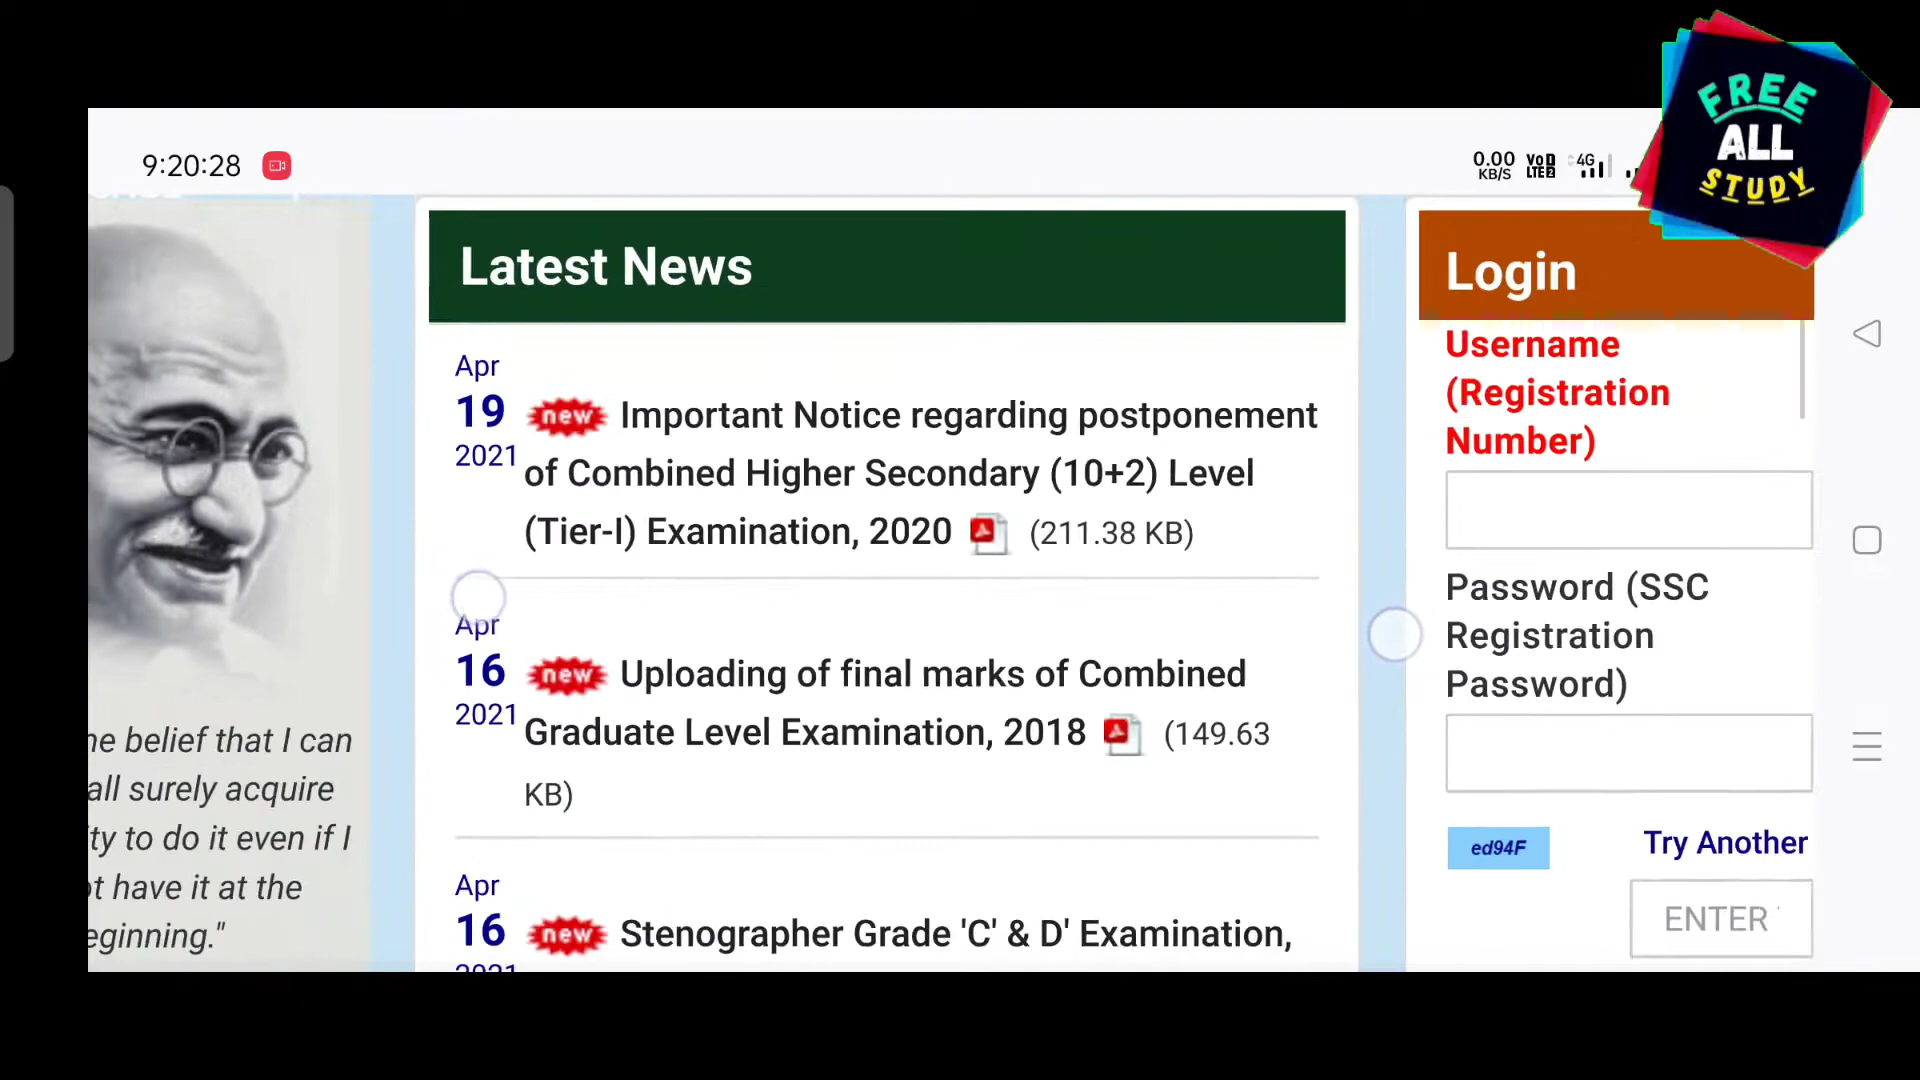 FREE
ALL
STUDY
9:20:28
0.00
KB/S
VoD
LTE2
4G
Latest News
Login
Apr
19
2021
new Important Notice regarding postponement
of Combined Higher Secondary (10+2) Level
(Tier-I) Examination, 2020 (211.38 KB)
Apr
16
2021
new Uploading of final marks of Combined
Graduate Level Examination, 2018 (149.63
KB)
Apr
16
2021
new Stenographer Grade 'C' & D' Examination,
Username
(Registration
Number)
Password (SSC
Registration
Password)
ed94F
Try Another
ENTER
belief that I can
all surely acquire
ty to do it even if I
t have it at the
eginning."